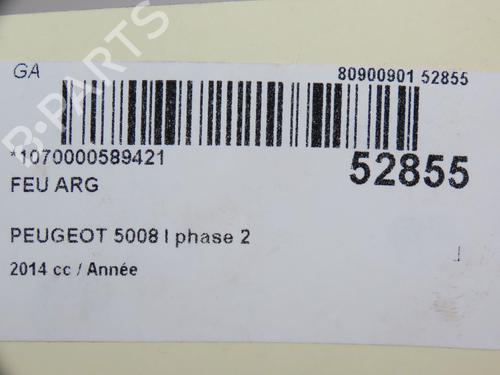 GA
80900901 52855
*1070000589421
52855
FEU ARG
PEUGEOT 5008 I phase 2
2014 cc / Année
B-PARTS